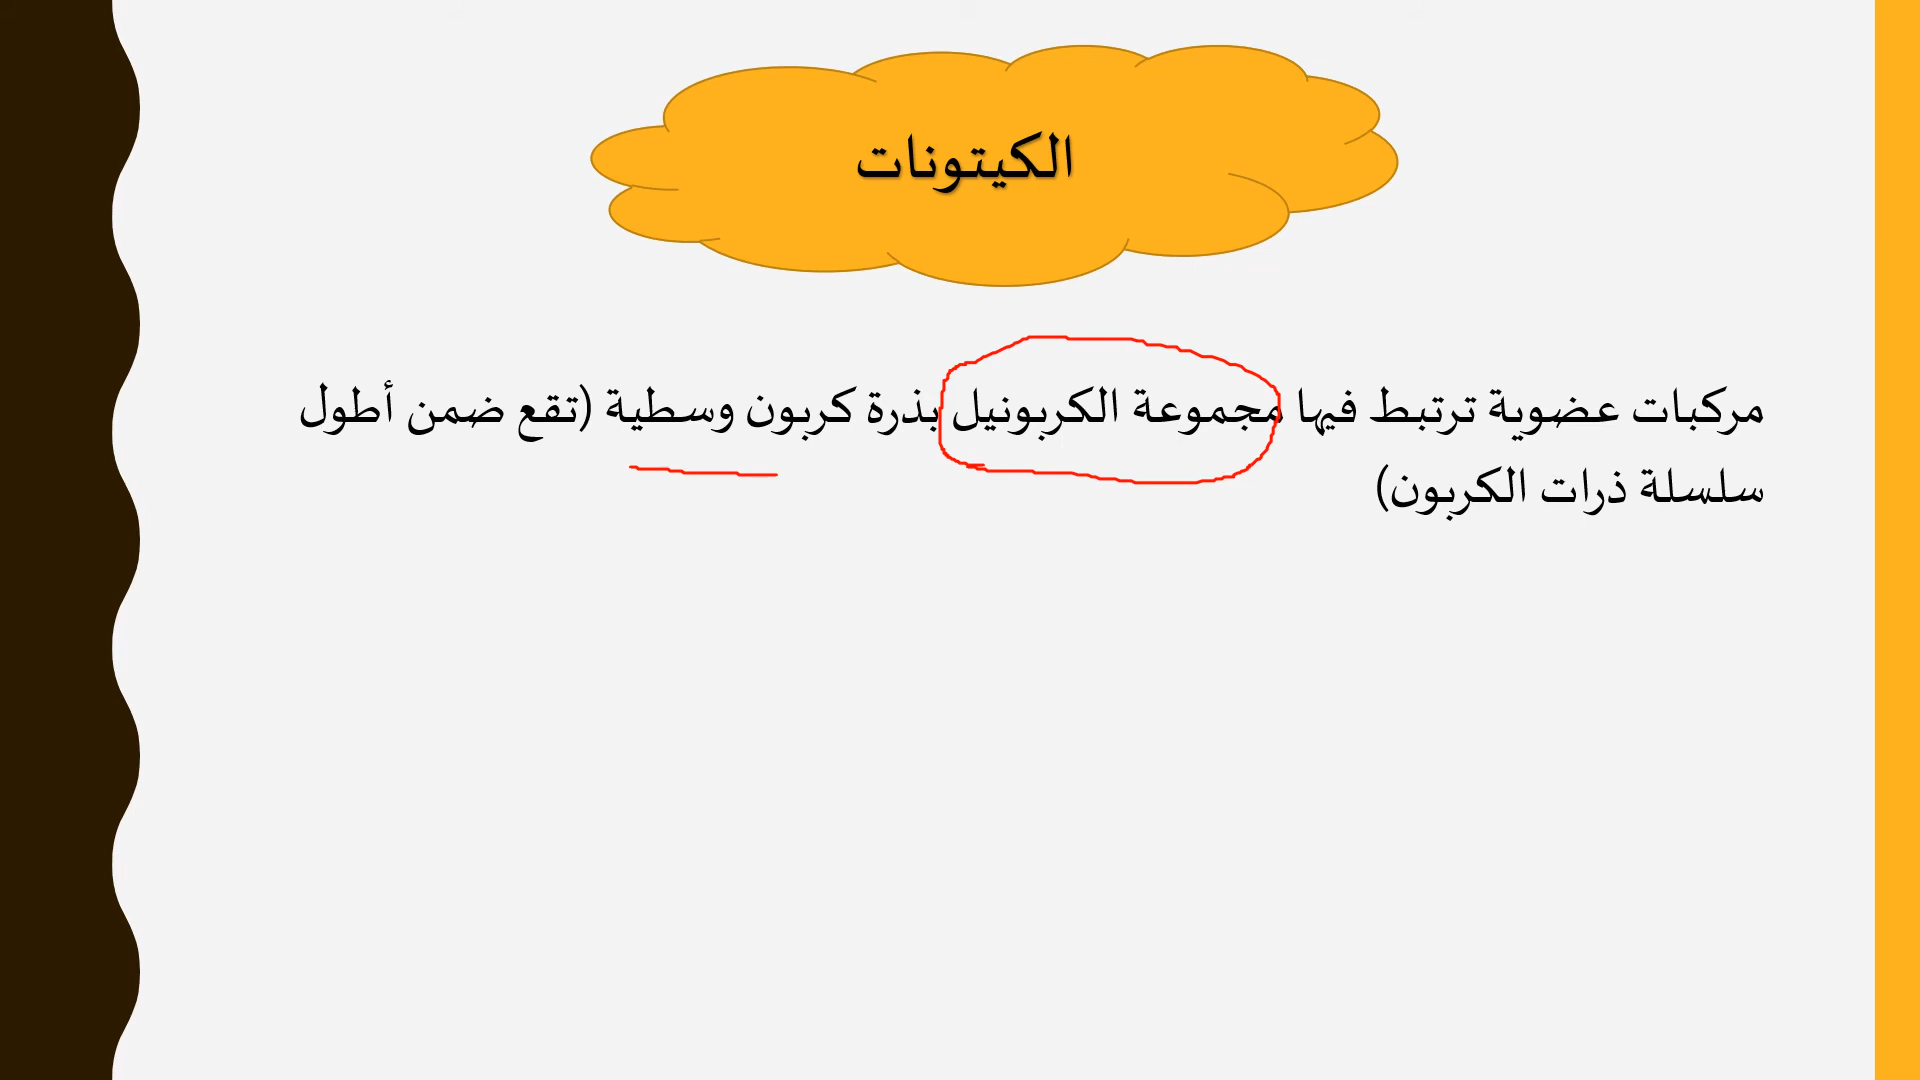 الكيتونات
مركبات عضوية ترتبط فيها مجموعة الكربونيل بذرة كربون وسطية (تقع ضمن أطول
سلسلة ذرات الكربون)